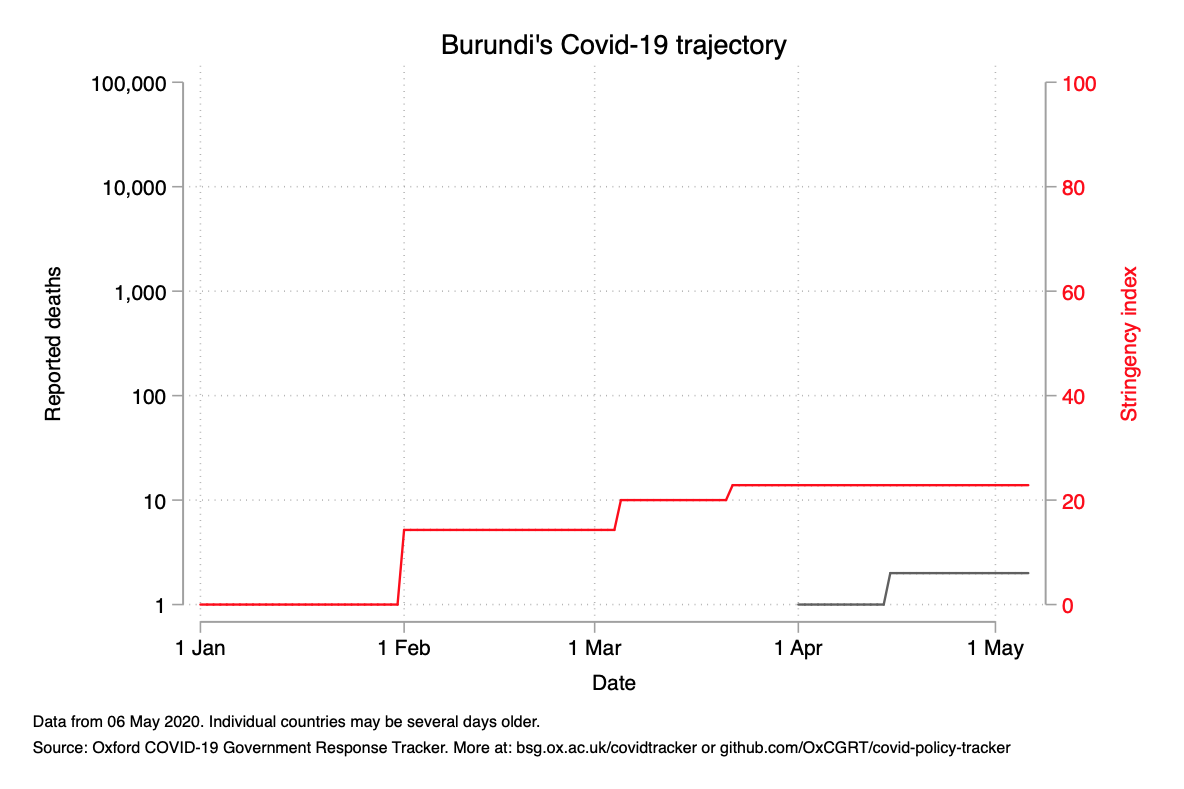 Burundi's Covid-19 trajectory
100,000
10,000
1,000
100
10
1
Reported deaths
100
80
60
40
20
0
Stringency index
1 Jan
1 Feb
1 Mar
1 Apr
1 May
Date
Data from 06 May 2020. Individual countries may be several days older.
Source: Oxford COVID-19 Government Response Tracker. More at: bsg.ox.ac.uk/covidtracker or github.com/OxCGRT/covid-policy-tracker